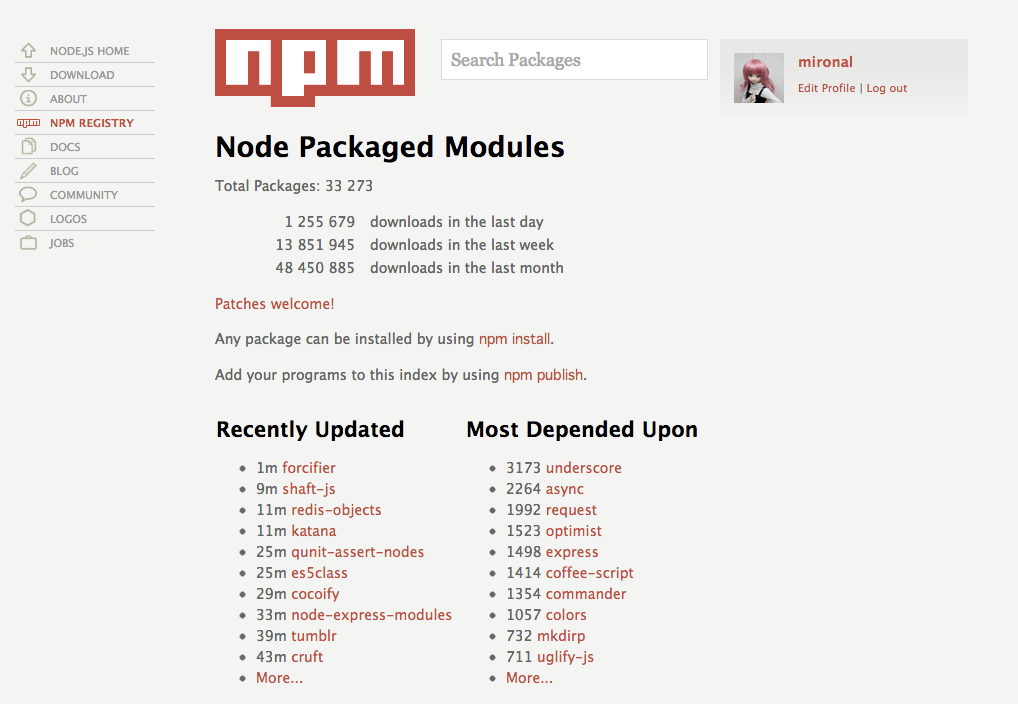 NODE.JS HOME
DOWNLOAD
ABOUT
npm NPM REGISTRY
DOCS
BLOG
COMMUNITY
LOGOS
JOBS
npm
Search Packages
mironal
Edit Profile | Log out
Node Packaged Modules
Total Packages: 33 273
1 255 679 downloads in the last day
13 851 945 downloads in the last week
48 450 885 downloads in the last month
Patches welcome!
Any package can be installed by using npm install.
Add your programs to this index by using npm publish.
Recently Updated
1m forcifier
9m shaft-js
11m redis-objects
11m katana
25m qunit-assert-nodes
25m es5class
29m cocoify
33m node-express-modules
39m tumblr
43m cruft
More...
Most Depended Upon
3173 underscore
2264 async
1992 request
1523 optimist
1498 express
1414 coffee-script
1354 commander
1057 colors
732 mkdirp
711 uglify-js
More...